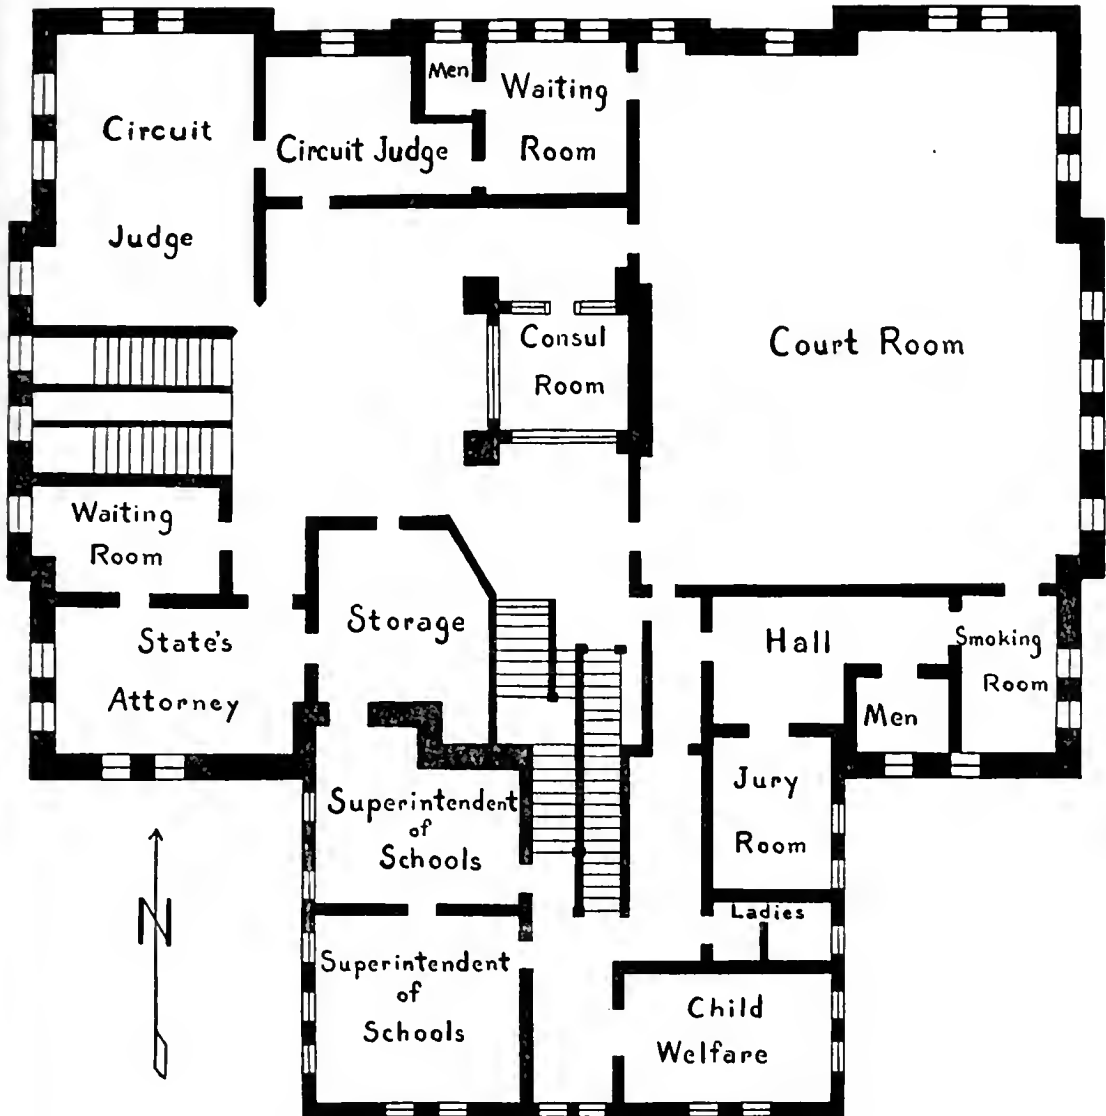 Circuit
Judge
Circuit Judge
Men
Waiting
Room
Consul
Room
Court Room
Waiting
Room
State's
Attorney
Storage
Hall
Smoking
Room
Men
Jury
Room
Superintendent
of
Schools
Ladies
Superintendent
of
Schools
Child
Welfare
N